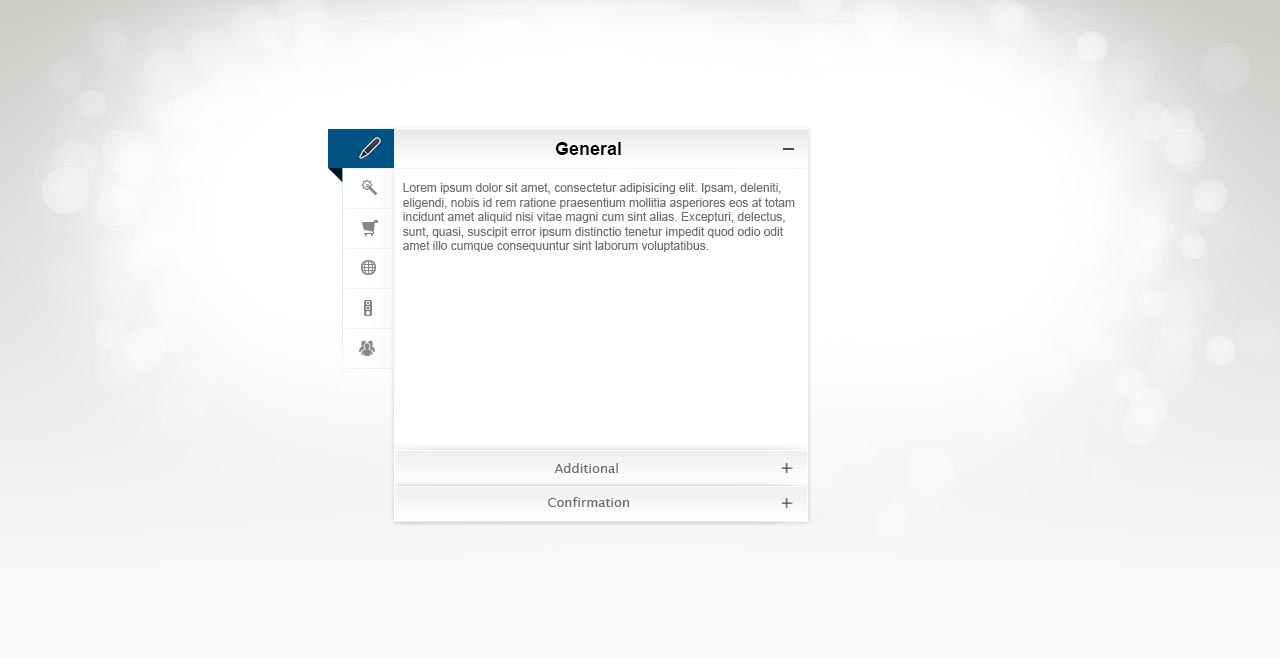 General
Lorem ipsum dolor sit amet, consectetur adipisicing elit. Ipsam, deleniti,
eligendi, nobis id rem ratione praesentium mollitia asperiores eos at totam
incidunt amet aliquid nisi vitae magni cum sint alias. Excepturi, delectus,
sunt, quasi, suscipit error ipsum distinctio tenetur impedit quod odio odit
amet illo cumque consequuntur sint laborum voluptatibus.
Additional
Confirmation